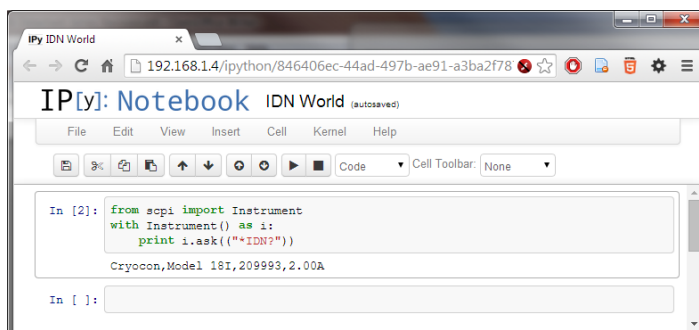 IPy IDN World
192.168.1.4/ipython/846406ec-44ad-497b-ae91-a3ba2f78
IP[y]: Notebook IDN World (autosaved)
File Edit View Insert Cell Kernel Help
Code Cell Toolbar: None
In [2]: from scpi import Instrument
with Instrument() as i:
print i.ask(("*IDN?"))
Cryocon,Model 18I,209993,2.00A
In [ ]: